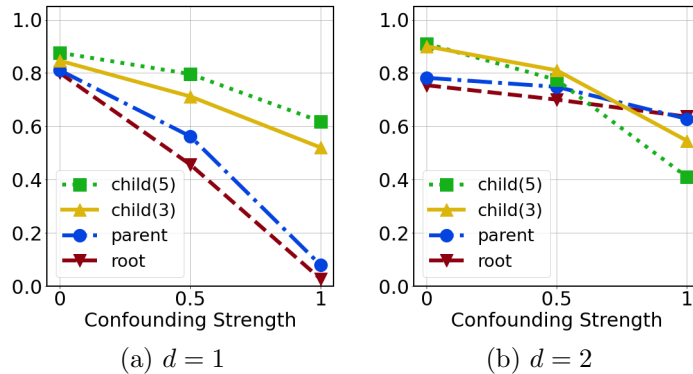 1.0
0.8
0.6
0.4
0.2
0.0
child(5)
child(3)
parent
root
0
0.5
1
Confounding Strength
(a) d = 1
1.0
0.8
0.6
0.4
0.2
0.0
child(5)
child(3)
parent
root
0
0.5
1
Confounding Strength
(b) d = 2